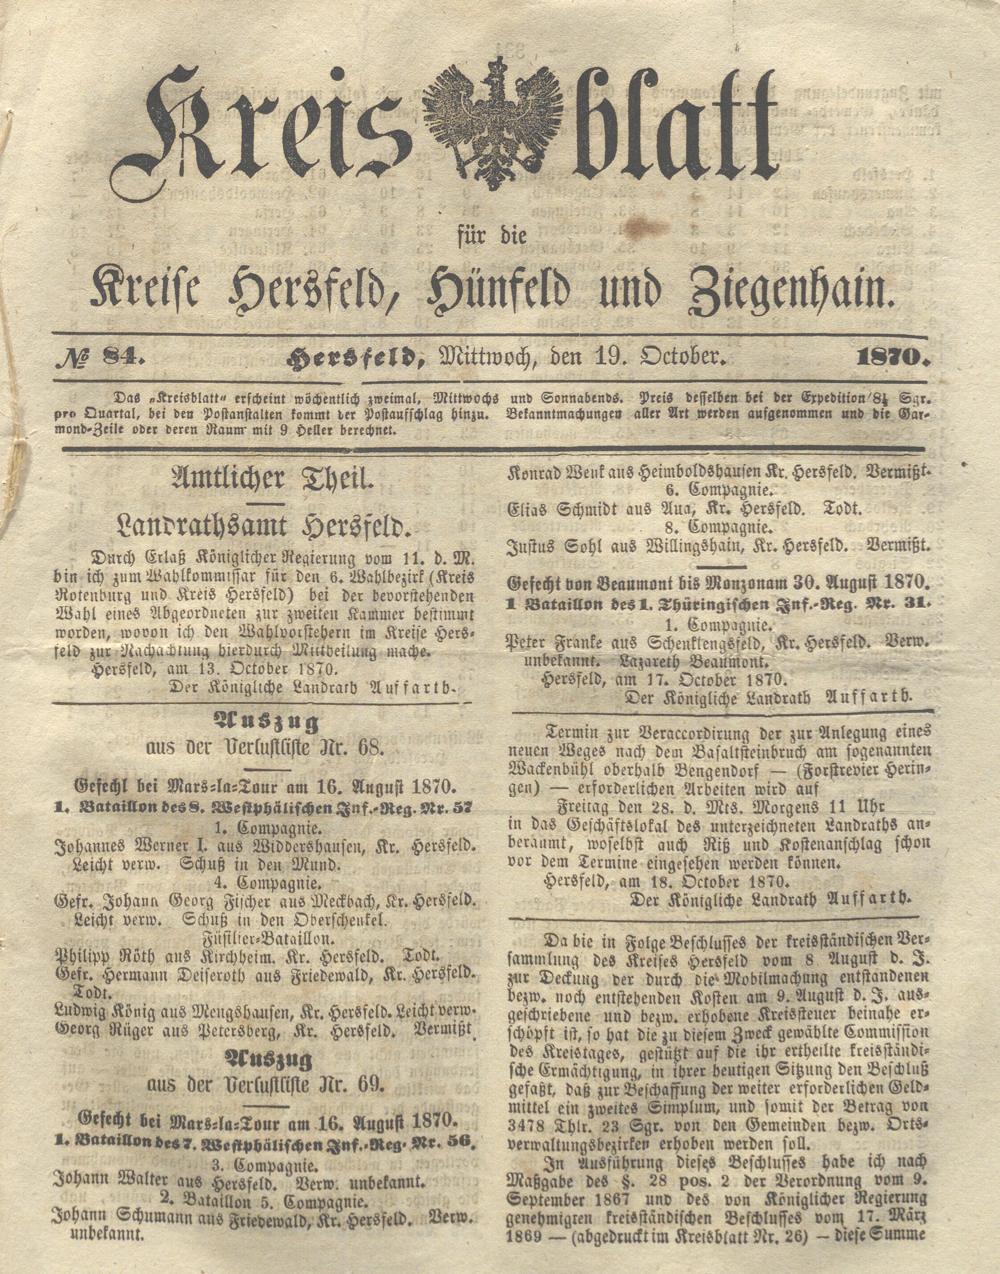 Kreisblatt
für die
Kreise Hersfeld, Hünfeld und Ziegenhain.
№ 84. Hersfeld, Mittwoch, den 19. October. 1870.
Das „Kreisblatt“ erscheint wöchentlich zweimal, Mittwochs und Sonnabends. Preis desselben bei der Expedition 8½ Sgr.
pro Quartal, bei den Postanstalten kommt der Postaufschlag hinzu. Bekanntmachungen aller Art werden aufgenommen und die Gar-
mond-Zeile oder deren Raum mit 9 Heller berechnet.
Amtlicher Theil.
Landrathsamt Hersfeld.
Durch Erlaß Königlicher Regierung vom 11. d. M.
bin ich zum Wahlkommissar für den 6. Wahlbezirk (Kreis
Rotenburg und Kreis Hersfeld) bei der bevorstehenden
Wahl eines Abgeordneten zur zweiten Kammer bestimmt
worden, wovon ich den Wahlvorstehern im Kreise Hers-
feld zur Nachachtung hierdurch Mittheilung mache.
Hersfeld, am 13. October 1870.
Der Königliche Landrath Auffarth.
Auszug
aus der Verlustliste Nr. 68.
Gefecht bei Mars-la-Tour am 16. August 1870.
1. Bataillon des 8. Westphälischen Inf.-Reg. Nr. 57
1. Compagnie.
Johannes Werner I. aus Widdershausen, Kr. Hersfeld.
Leicht verw. Schuß in den Mund.
4. Compagnie.
Gefr. Johann Georg Fischer aus Meckbach, Kr. Hersfeld.
Leicht verw. Schuß in den Oberschenkel.
Füsilier-Bataillon.
Philipp Röth aus Kirchheim. Kr. Hersfeld. Todt.
Gefr. Hermann Deiseroth aus Friedewald, Kr. Hersfeld.
Todt.
Ludwig König aus Mengshausen, Kr. Hersfeld. Leicht verw.
Georg Rüger aus Petersberg, Kr. Hersfeld. Vermißt
Auszug
aus der Verlustliste Nr. 69.
Gefecht bei Mars-la-Tour am 16. August 1870.
1. Bataillon des 7. Westphälischen Inf.-Reg. Nr. 56.
3. Compagnie.
Johann Walter aus Hersfeld. Verw. unbekannt.
2. Bataillon 5. Compagnie.
Johann Schumann aus Friedewald, Kr. Hersfeld. Verw.
unbekannt.
Konrad Wenk aus Heimboldshausen Kr. Hersfeld. Vermißt.
6. Compagnie.
Elias Schmidt aus Aua, Kr. Hersfeld. Todt.
8. Compagnie.
Justus Sohl aus Willingshain, Kr. Hersfeld. Vermißt.
Gefecht von Beaumont bis Monzon am 30. August 1870.
1 Bataillon des 1. Thüringischen Inf.-Reg. Nr. 31.
1. Compagnie.
Peter Franke aus Schenklengsfeld, Kr. Hersfeld. Verw.
unbekannt. Lazareth Beaumont.
Hersfeld, am 17. October 1870.
Der Königliche Landrath Auffarth.
Termin zur Veraccordirung der zur Anlegung eines
neuen Weges nach dem Basaltsteinbruch am sogenannten
Wackenbühl oberhalb Bengendorf — (Forstrevier Herin-
gen) — erforderlichen Arbeiten wird auf
Freitag den 28. d. Mts. Morgens 11 Uhr
in das Geschäftslokal des unterzeichneten Landraths an-
beraumt, woselbst auch Riß und Kostenanschlag schon
vor dem Termine eingesehen werden können.
Hersfeld, am 18. October 1870.
Der Königliche Landrath Auffarth.
Da die in Folge Beschlusses der kreisständischen Ver-
sammlung des Kreises Hersfeld vom 8 August d. J.
zur Deckung der durch die Mobilmachung entstandenen
bezw. noch entstehenden Kosten am 9. August d. J. aus-
geschriebene und bezw. erhobene Kreissteuer beinahe er-
schöpft ist, so hat die zu diesem Zweck gewählte Commission
des Kreistages, gestützt auf die ihr ertheilte kreisständi-
sche Ermächtigung, in ihrer heutigen Sitzung den Beschluß
gefaßt, daß zur Beschaffung der weiter erforderlichen Geld-
mittel ein zweites Simplum, und somit der Betrag von
3478 Thlr. 23 Sgr. von den Gemeinden bezw. Orts-
verwaltungsbezirken erhoben werden soll.
In Ausführung dieses Beschlusses habe ich nach
Maßgabe des §. 28 pos. 2 der Verordnung vom 9.
September 1867 und des von Königlicher Regierung
genehmigten kreisständischen Beschlusses vom 17. März
1869 — (abgedruckt im Kreisblatt Nr. 26) — diese Summe